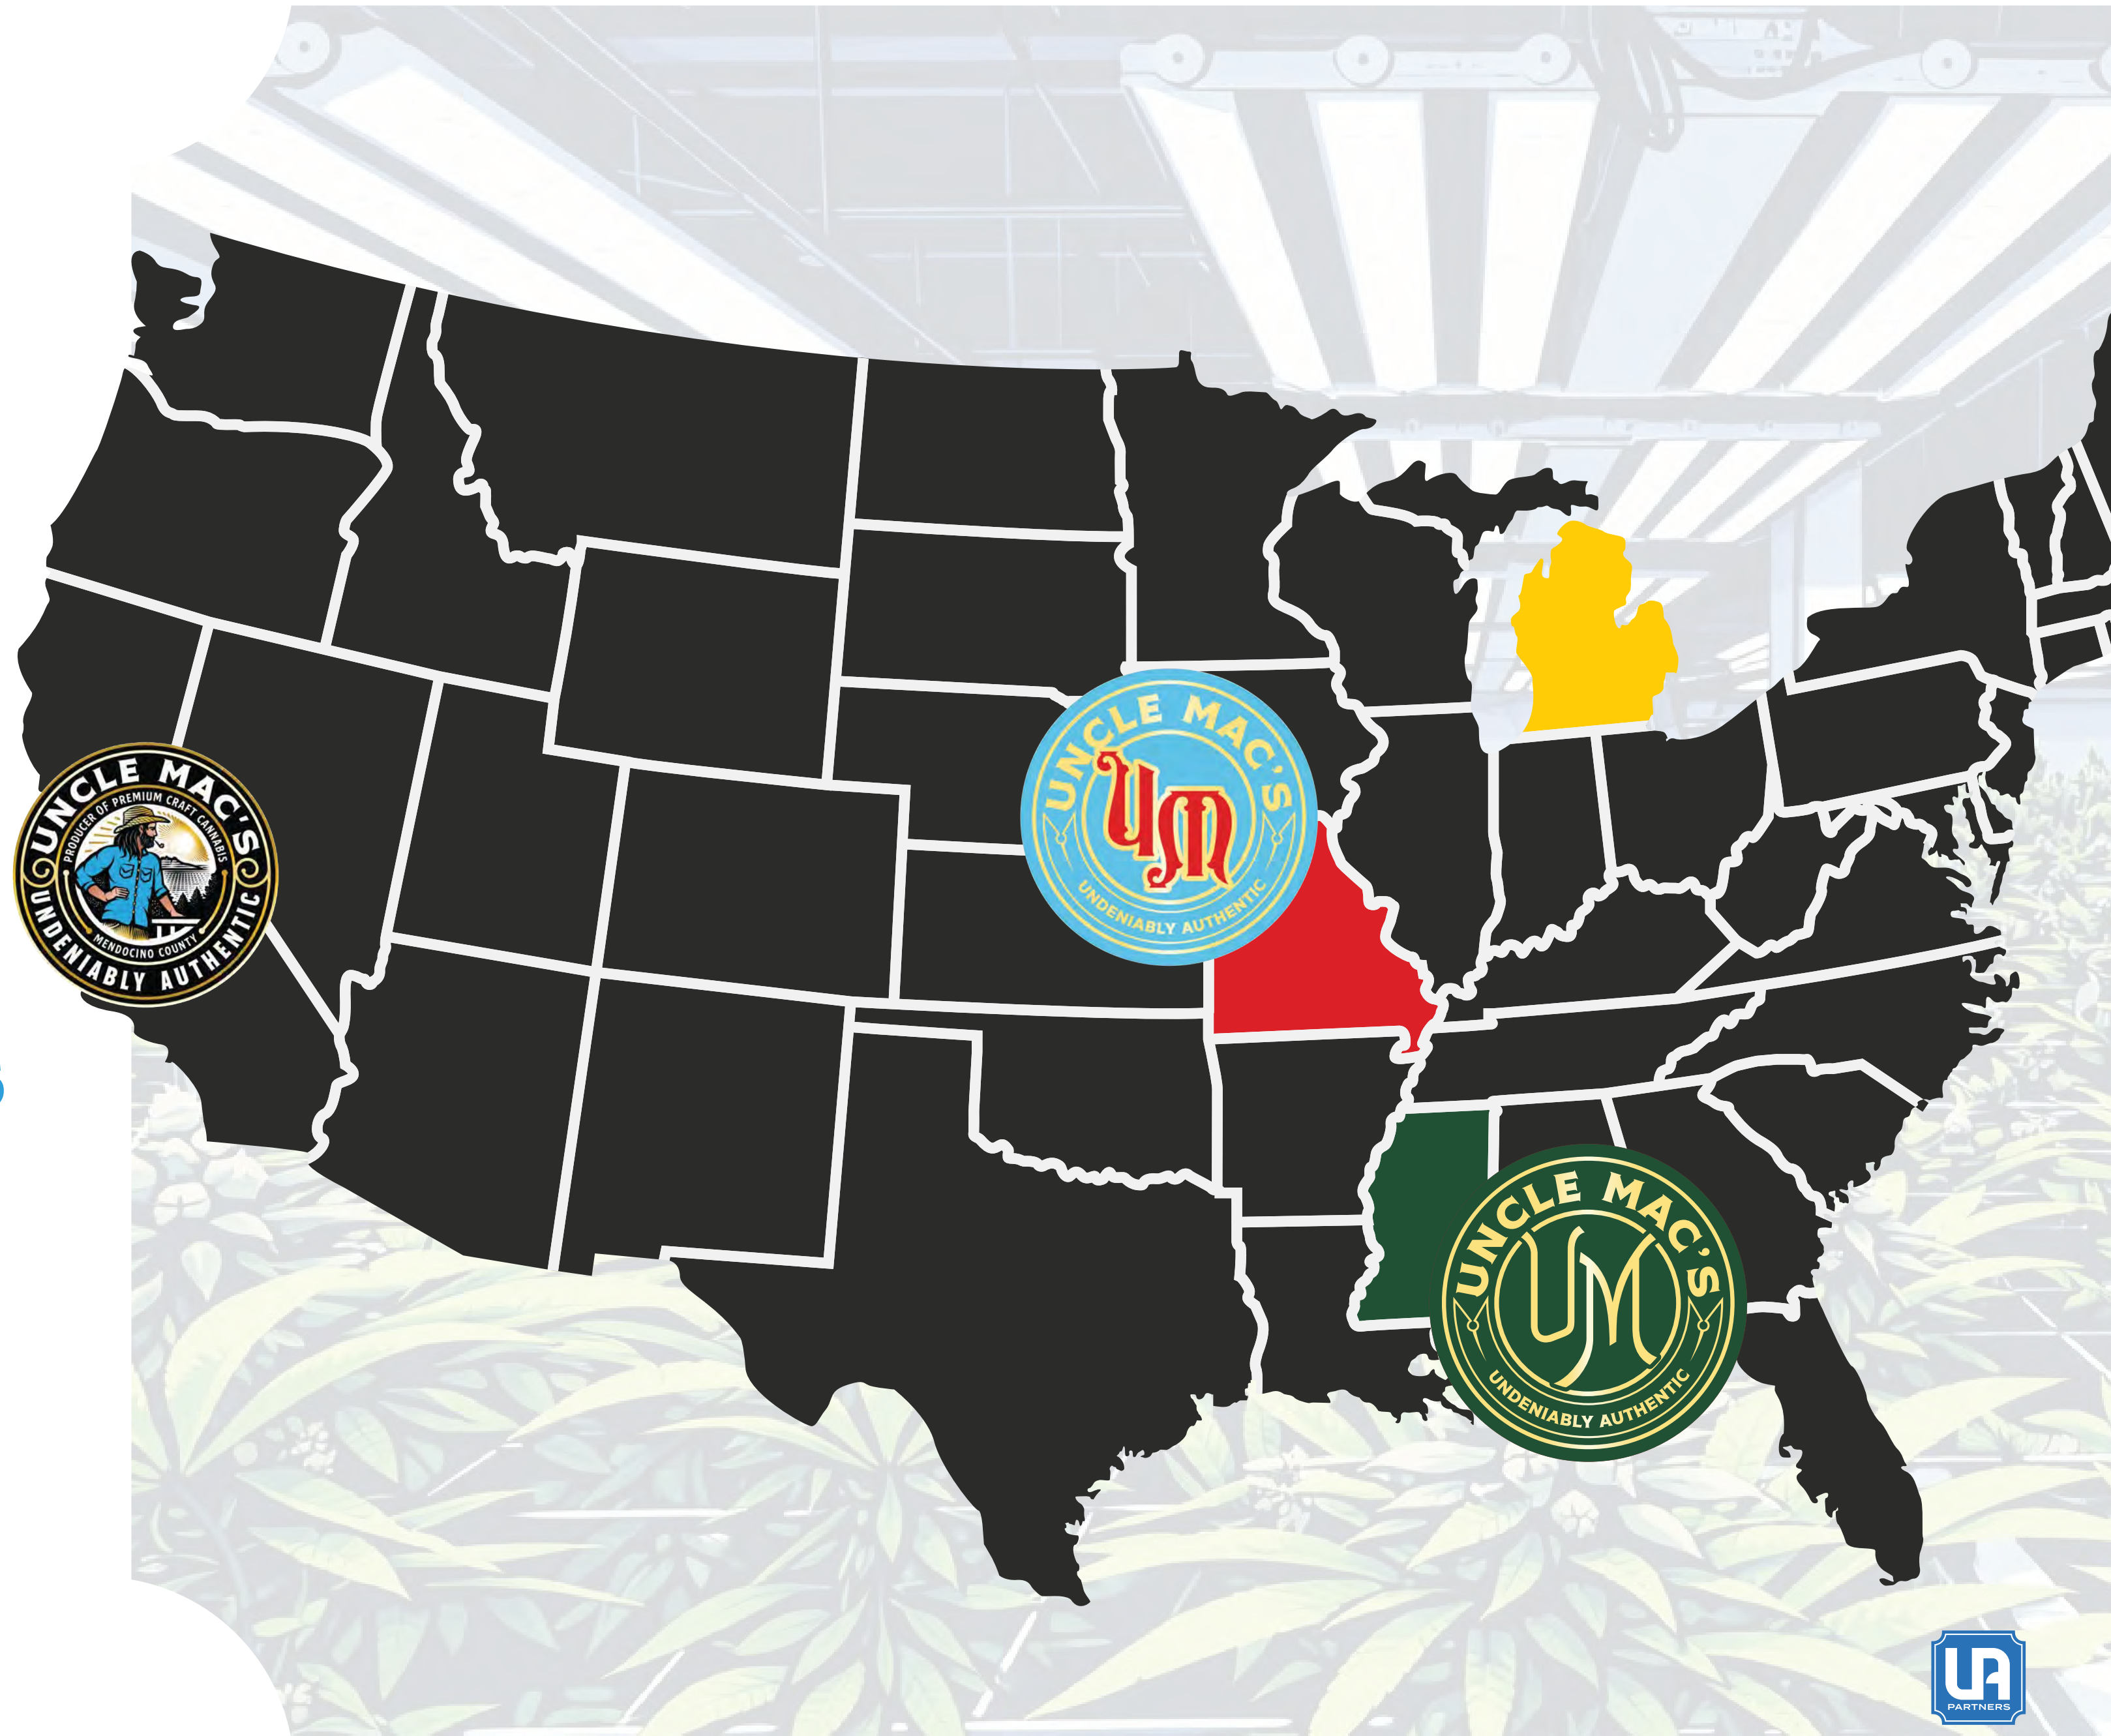 UNCLE MAC'S
PRODUCER OF PREMIUM CRAFT CANNABIS
MENDOCINO COUNTY
UNDENIABLY AUTHENTIC
UNCLE MAC'S
UM
UNDENIABLY AUTHENTIC
UNCLE MAC'S
UM
UNDENIABLY AUTHENTIC
UA
PARTNERS